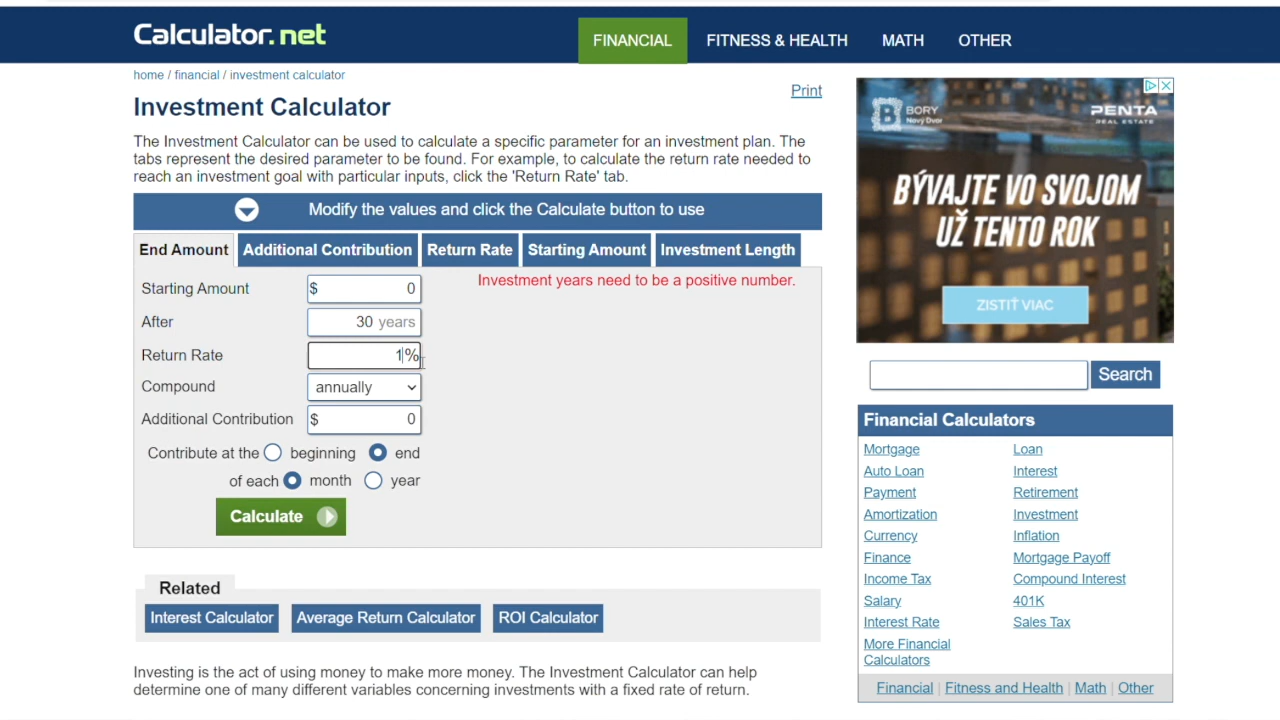 Calculator.net
FINANCIAL
FITNESS & HEALTH
MATH
OTHER
home / financial / investment calculator
Print
Investment Calculator
The Investment Calculator can be used to calculate a specific parameter for an investment plan. The
tabs represent the desired parameter to be found. For example, to calculate the return rate needed to
reach an investment goal with particular inputs, click the 'Return Rate' tab.
Modify the values and click the Calculate button to use
End Amount
Additional Contribution
Return Rate
Starting Amount
Investment Length
Investment years need to be a positive number.
Starting Amount $ 0
After 30 years
Return Rate 1%
Compound annually
Additional Contribution $ 0
Contribute at the beginning end
of each month year
Calculate
Related
Interest Calculator
Average Return Calculator
ROI Calculator
Investing is the act of using money to make more money. The Investment Calculator can help
determine one of many different variables concerning investments with a fixed rate of return.
BORY
Nový Dvor
PENTA
REAL ESTATE
BÝVAJTE VO SVOJOM
UŽ TENTO ROK
ZISTIŤ VIAC
Search
Financial Calculators
Mortgage
Loan
Auto Loan
Interest
Payment
Retirement
Amortization
Investment
Currency
Inflation
Finance
Mortgage Payoff
Income Tax
Compound Interest
Salary
401K
Interest Rate
Sales Tax
More Financial
Calculators
Financial | Fitness and Health | Math | Other